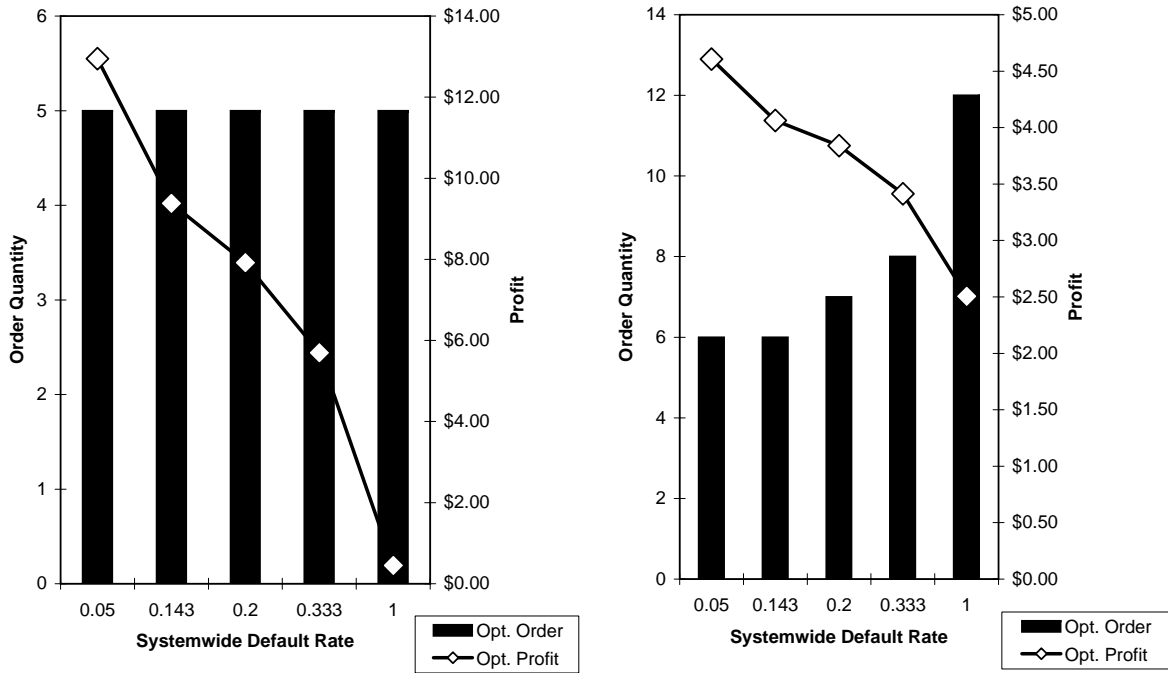 6
5
4
3
2
1
0
Order Quantity
$14.00
$12.00
$10.00
$8.00
$6.00
$4.00
$2.00
$0.00
Profit
0.05 0.143 0.2 0.333 1
Systemwide Default Rate
Opt. Order
Opt. Profit
14
12
10
8
6
4
2
0
Order Quantity
$5.00
$4.50
$4.00
$3.50
$3.00
$2.50
$2.00
$1.50
$1.00
$0.50
$0.00
Profit
0.05 0.143 0.2 0.333 1
Systemwide Default Rate
Opt. Order
Opt. Profit